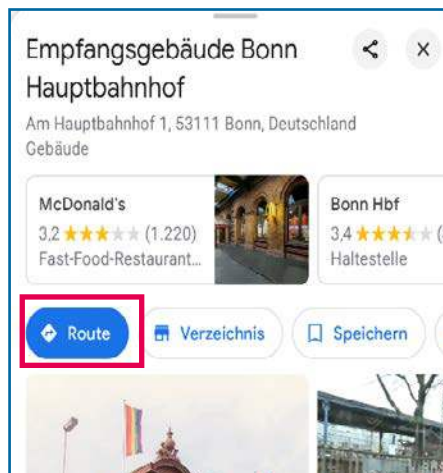 Empfangsgebäude Bonn
Hauptbahnhof
Am Hauptbahnhof 1, 53111 Bonn, Deutschland
Gebäude
McDonald's
3,2 (1.220)
Fast-Food-Restaurant...
Bonn Hbf
3,4 (
Haltestelle
Route
Verzeichnis
Speichern